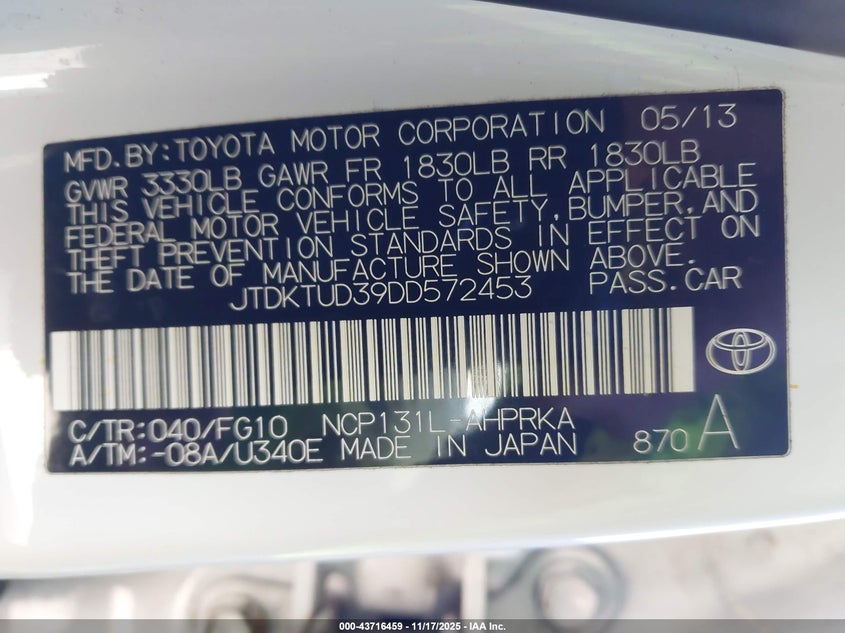 MFD.BY:TOYOTA MOTOR CORPORATION 05/13
GVWR 3330LB GAWR FR 1830LB RR 1830LB
THIS VEHICLE CONFORMS TO ALL APPLICABLE
FEDERAL MOTOR VEHICLE SAFETY,BUMPER,AND
THEFT PREVENTION STANDARDS IN EFFECT ON
THE DATE OF MANUFACTURE SHOWN ABOVE.
JTDKTUD39DD572453 PASS.CAR
C/TR:040/FG10 NCP131L-AHPRKA
A/TM:-08A/U340E MADE IN JAPAN 870 A
000-43716459 — 11/17/2025 — IAA Inc.